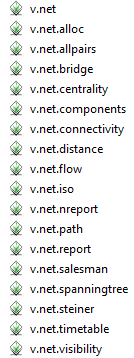 v.net
v.net.alloc
v.net.allpairs
v.net.bridge
v.net.centrality
v.net.components
v.net.connectivity
v.net.distance
v.net.flow
v.net.iso
v.net.nreport
v.net.path
v.net.report
v.net.salesman
v.net.spanningtree
v.net.steiner
v.net.timetable
v.net.visibility